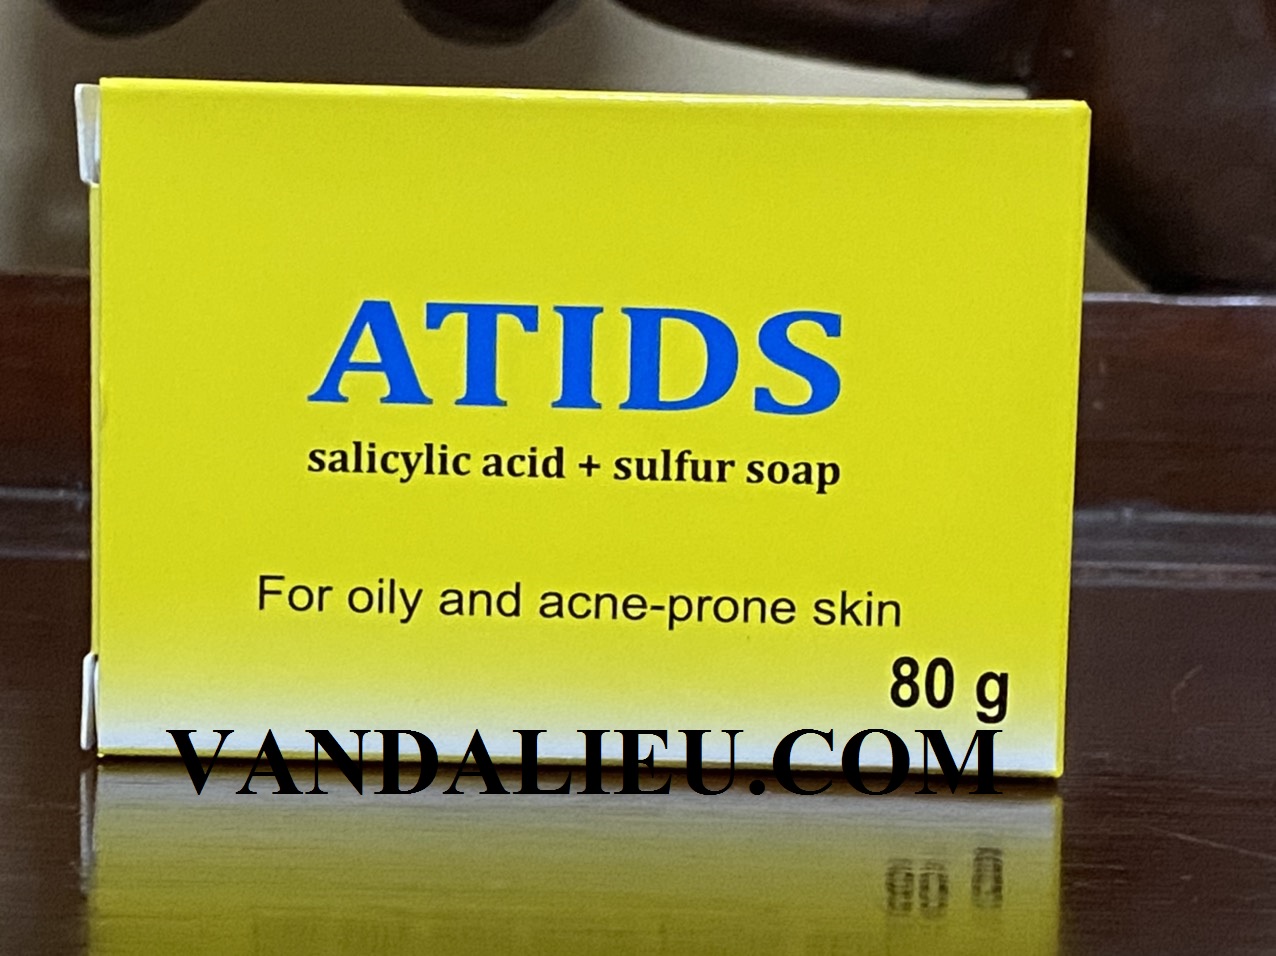 ATIDS
salicylic acid + sulfur soap
For oily and acne-prone skin
80 g
VANDALIEU.COM